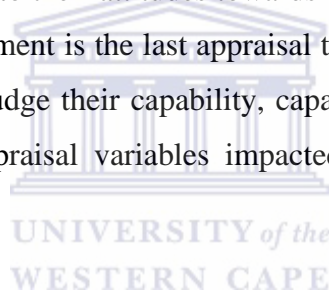 ment is the last appraisal t
udge their capability, capa
praisal variables impacted
UNIVERSITY of the
WESTERN CAPE